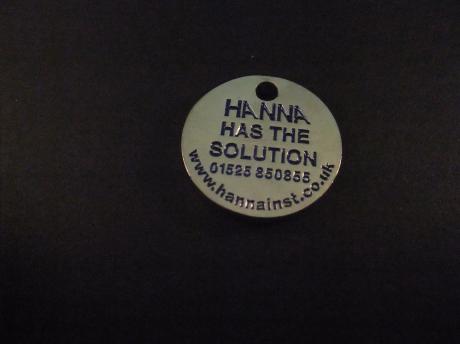 HANNA
HAS THE
SOLUTION
01525 850855
www.hannainst.co.uk